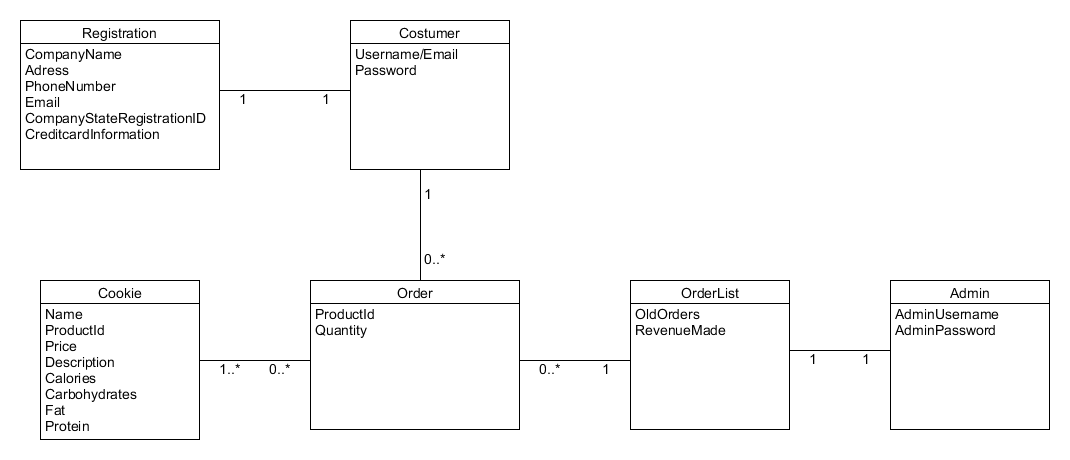 Registration
CompanyName
Adress
PhoneNumber
Email
CompanyStateRegistrationID
CreditcardInformation
Costumer
Username/Email
Password
1
1
1
0..*
Cookie
Name
ProductId
Price
Description
Calories
Carbohydrates
Fat
Protein
1..*
0..*
Order
ProductId
Quantity
0..*
1
OrderList
OldOrders
RevenueMade
1
1
Admin
AdminUsername
AdminPassword